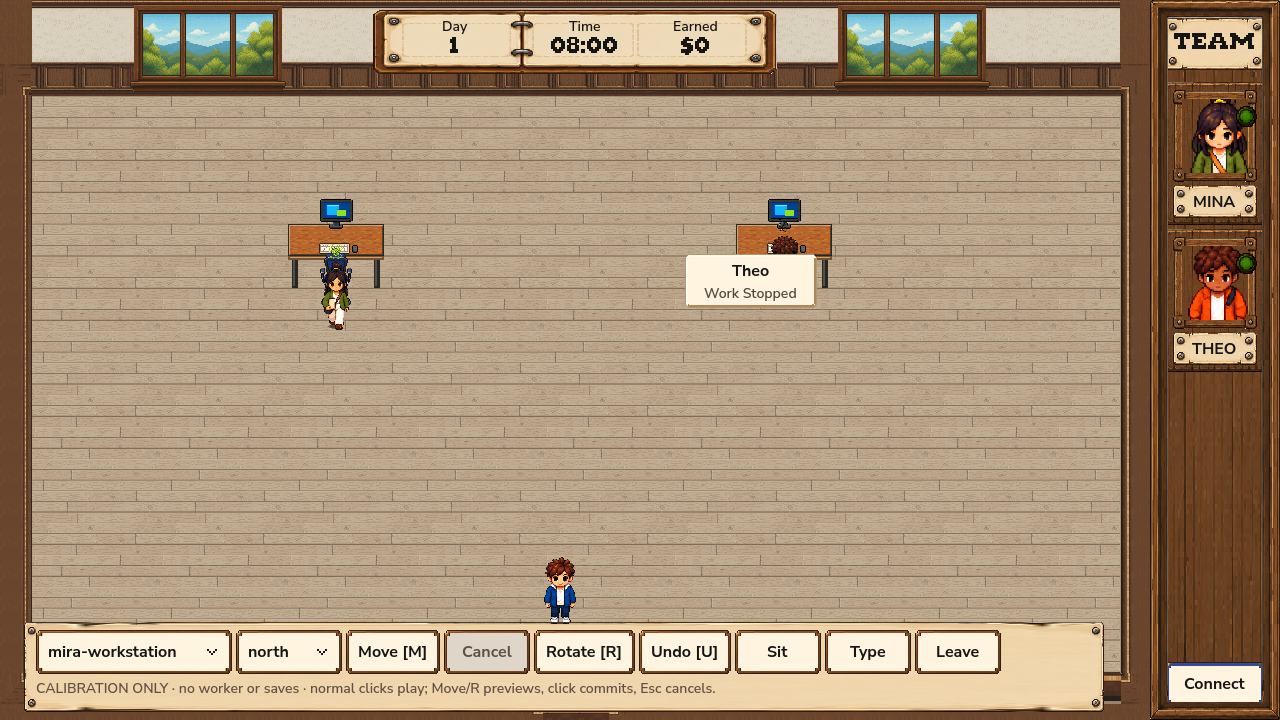 Day
1
Time
08:00
Earned
$0
TEAM
MINA
THEO
Theo
Work Stopped
mira-workstation
north
Move [M]
Cancel
Rotate [R]
Undo [U]
Sit
Type
Leave
CALIBRATION ONLY · no worker or saves · normal clicks play; Move/R previews, click commits, Esc cancels.
Connect